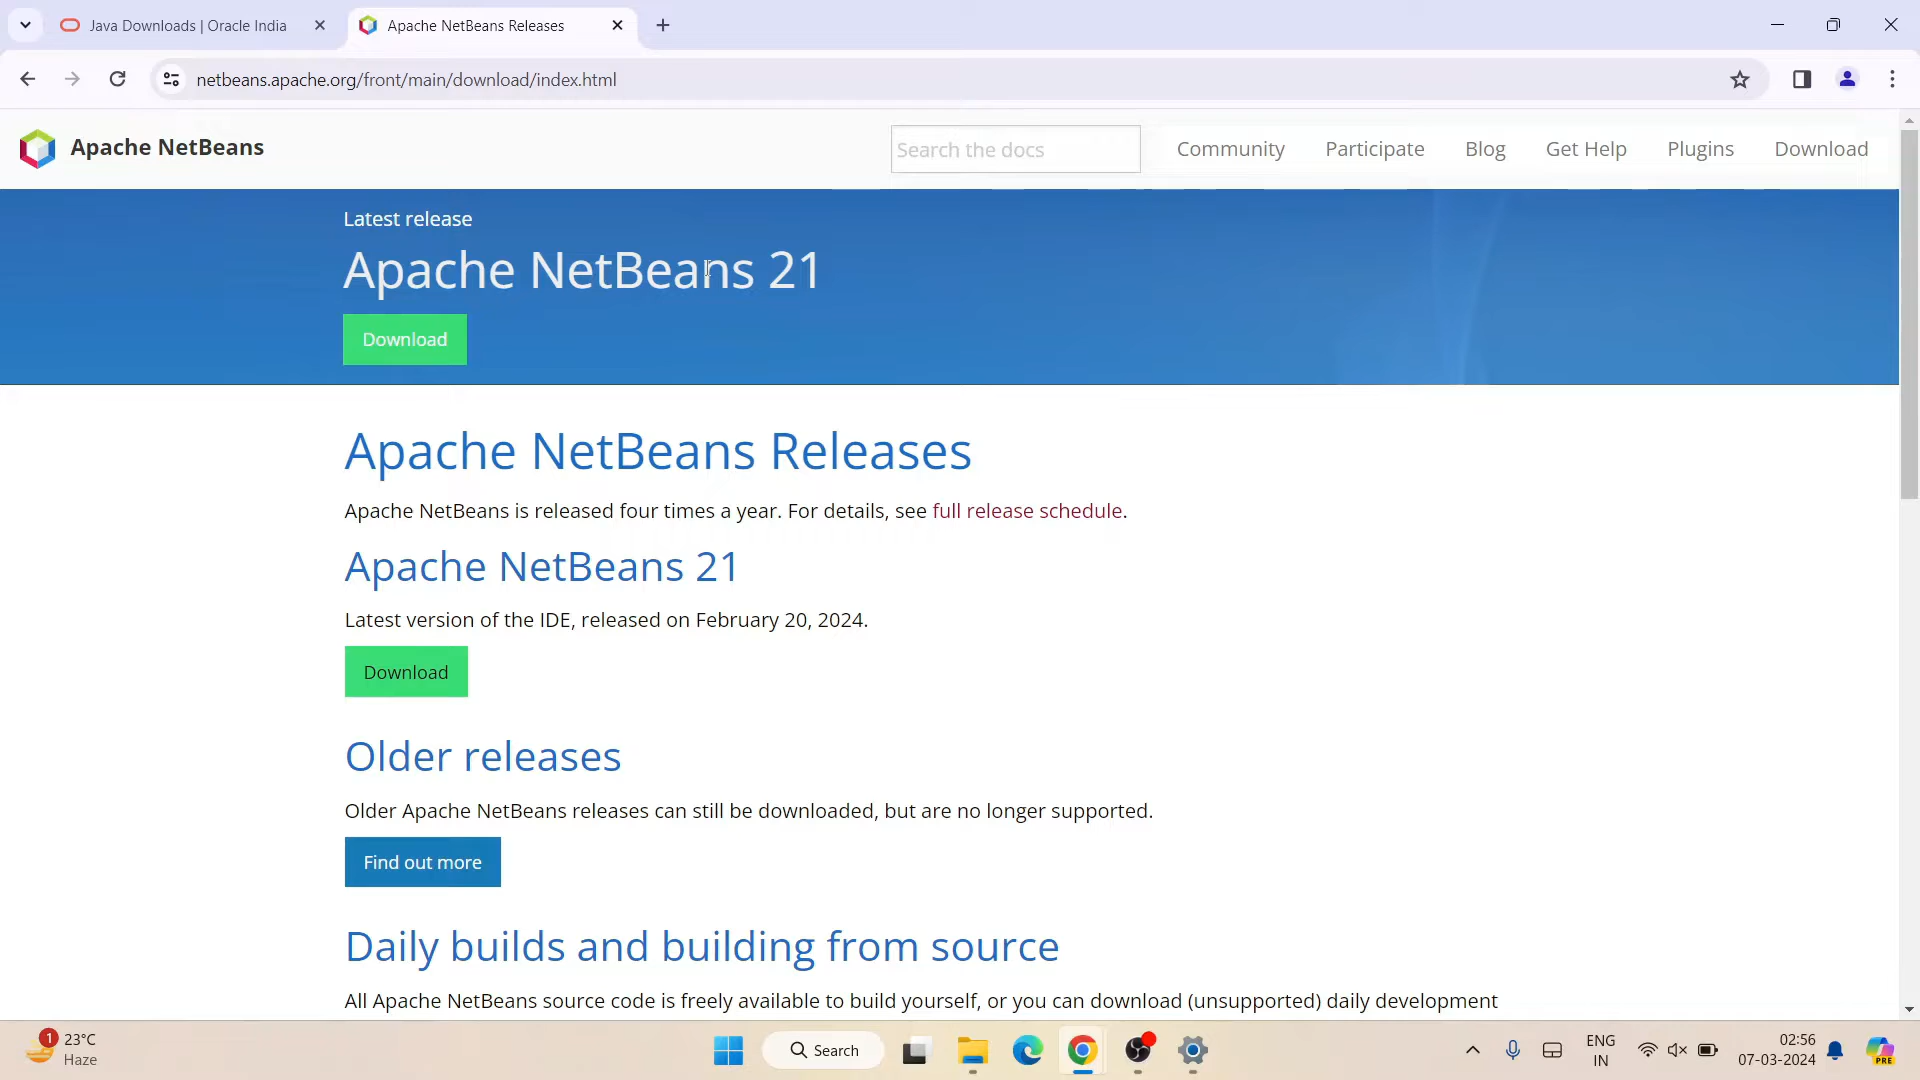 Java Downloads | Oracle India
Apache NetBeans Releases
netbeans.apache.org/front/main/download/index.html
Apache NetBeans
Search the docs
Community
Participate
Blog
Get Help
Plugins
Download
Latest release
Apache NetBeans 21
Download
Apache NetBeans Releases
Apache NetBeans is released four times a year. For details, see full release schedule.
Apache NetBeans 21
Latest version of the IDE, released on February 20, 2024.
Download
Older releases
Older Apache NetBeans releases can still be downloaded, but are no longer supported.
Find out more
Daily builds and building from source
All Apache NetBeans source code is freely available to build yourself, or you can download (unsupported) daily development
1
23°C
Haze
Search
ENG
IN
02:56
07-03-2024
PRE